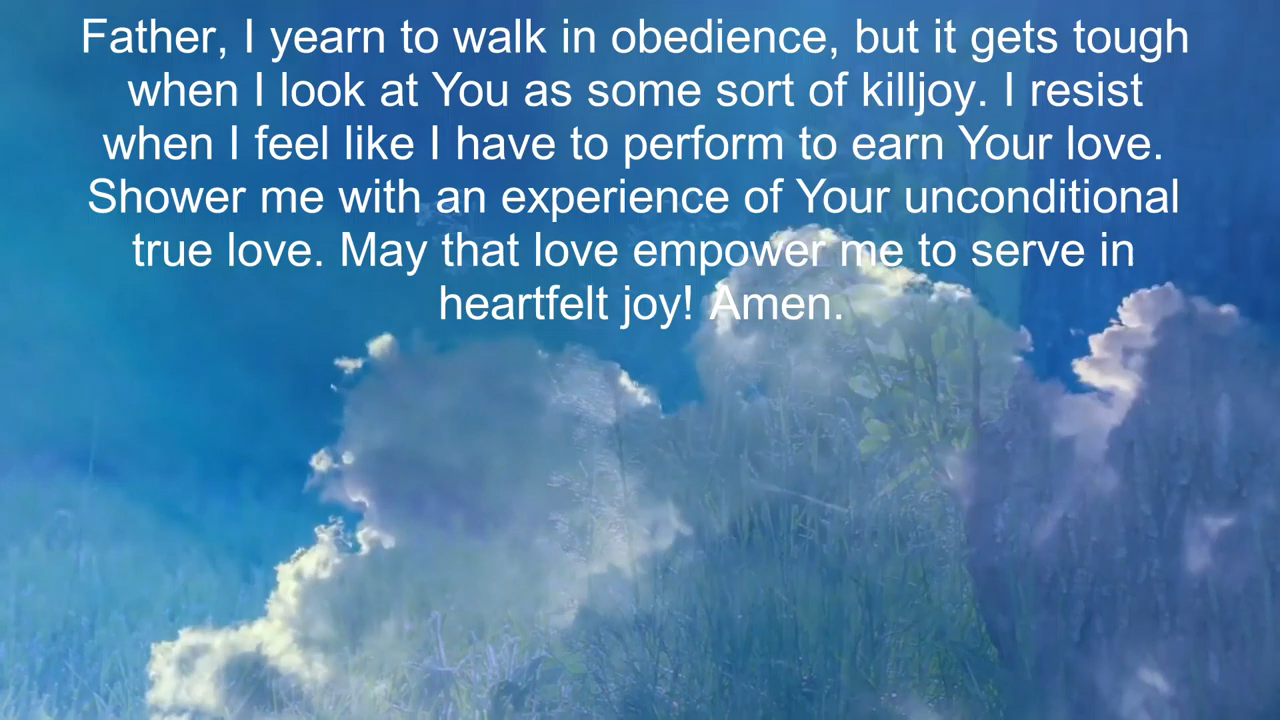 Father, I yearn to walk in obedience, but it gets tough
when I look at You as some sort of killjoy. I resist
when I feel like I have to perform to earn Your love.
Shower me with an experience of Your unconditional
true love. May that love empower me to serve in
heartfelt joy! Amen.